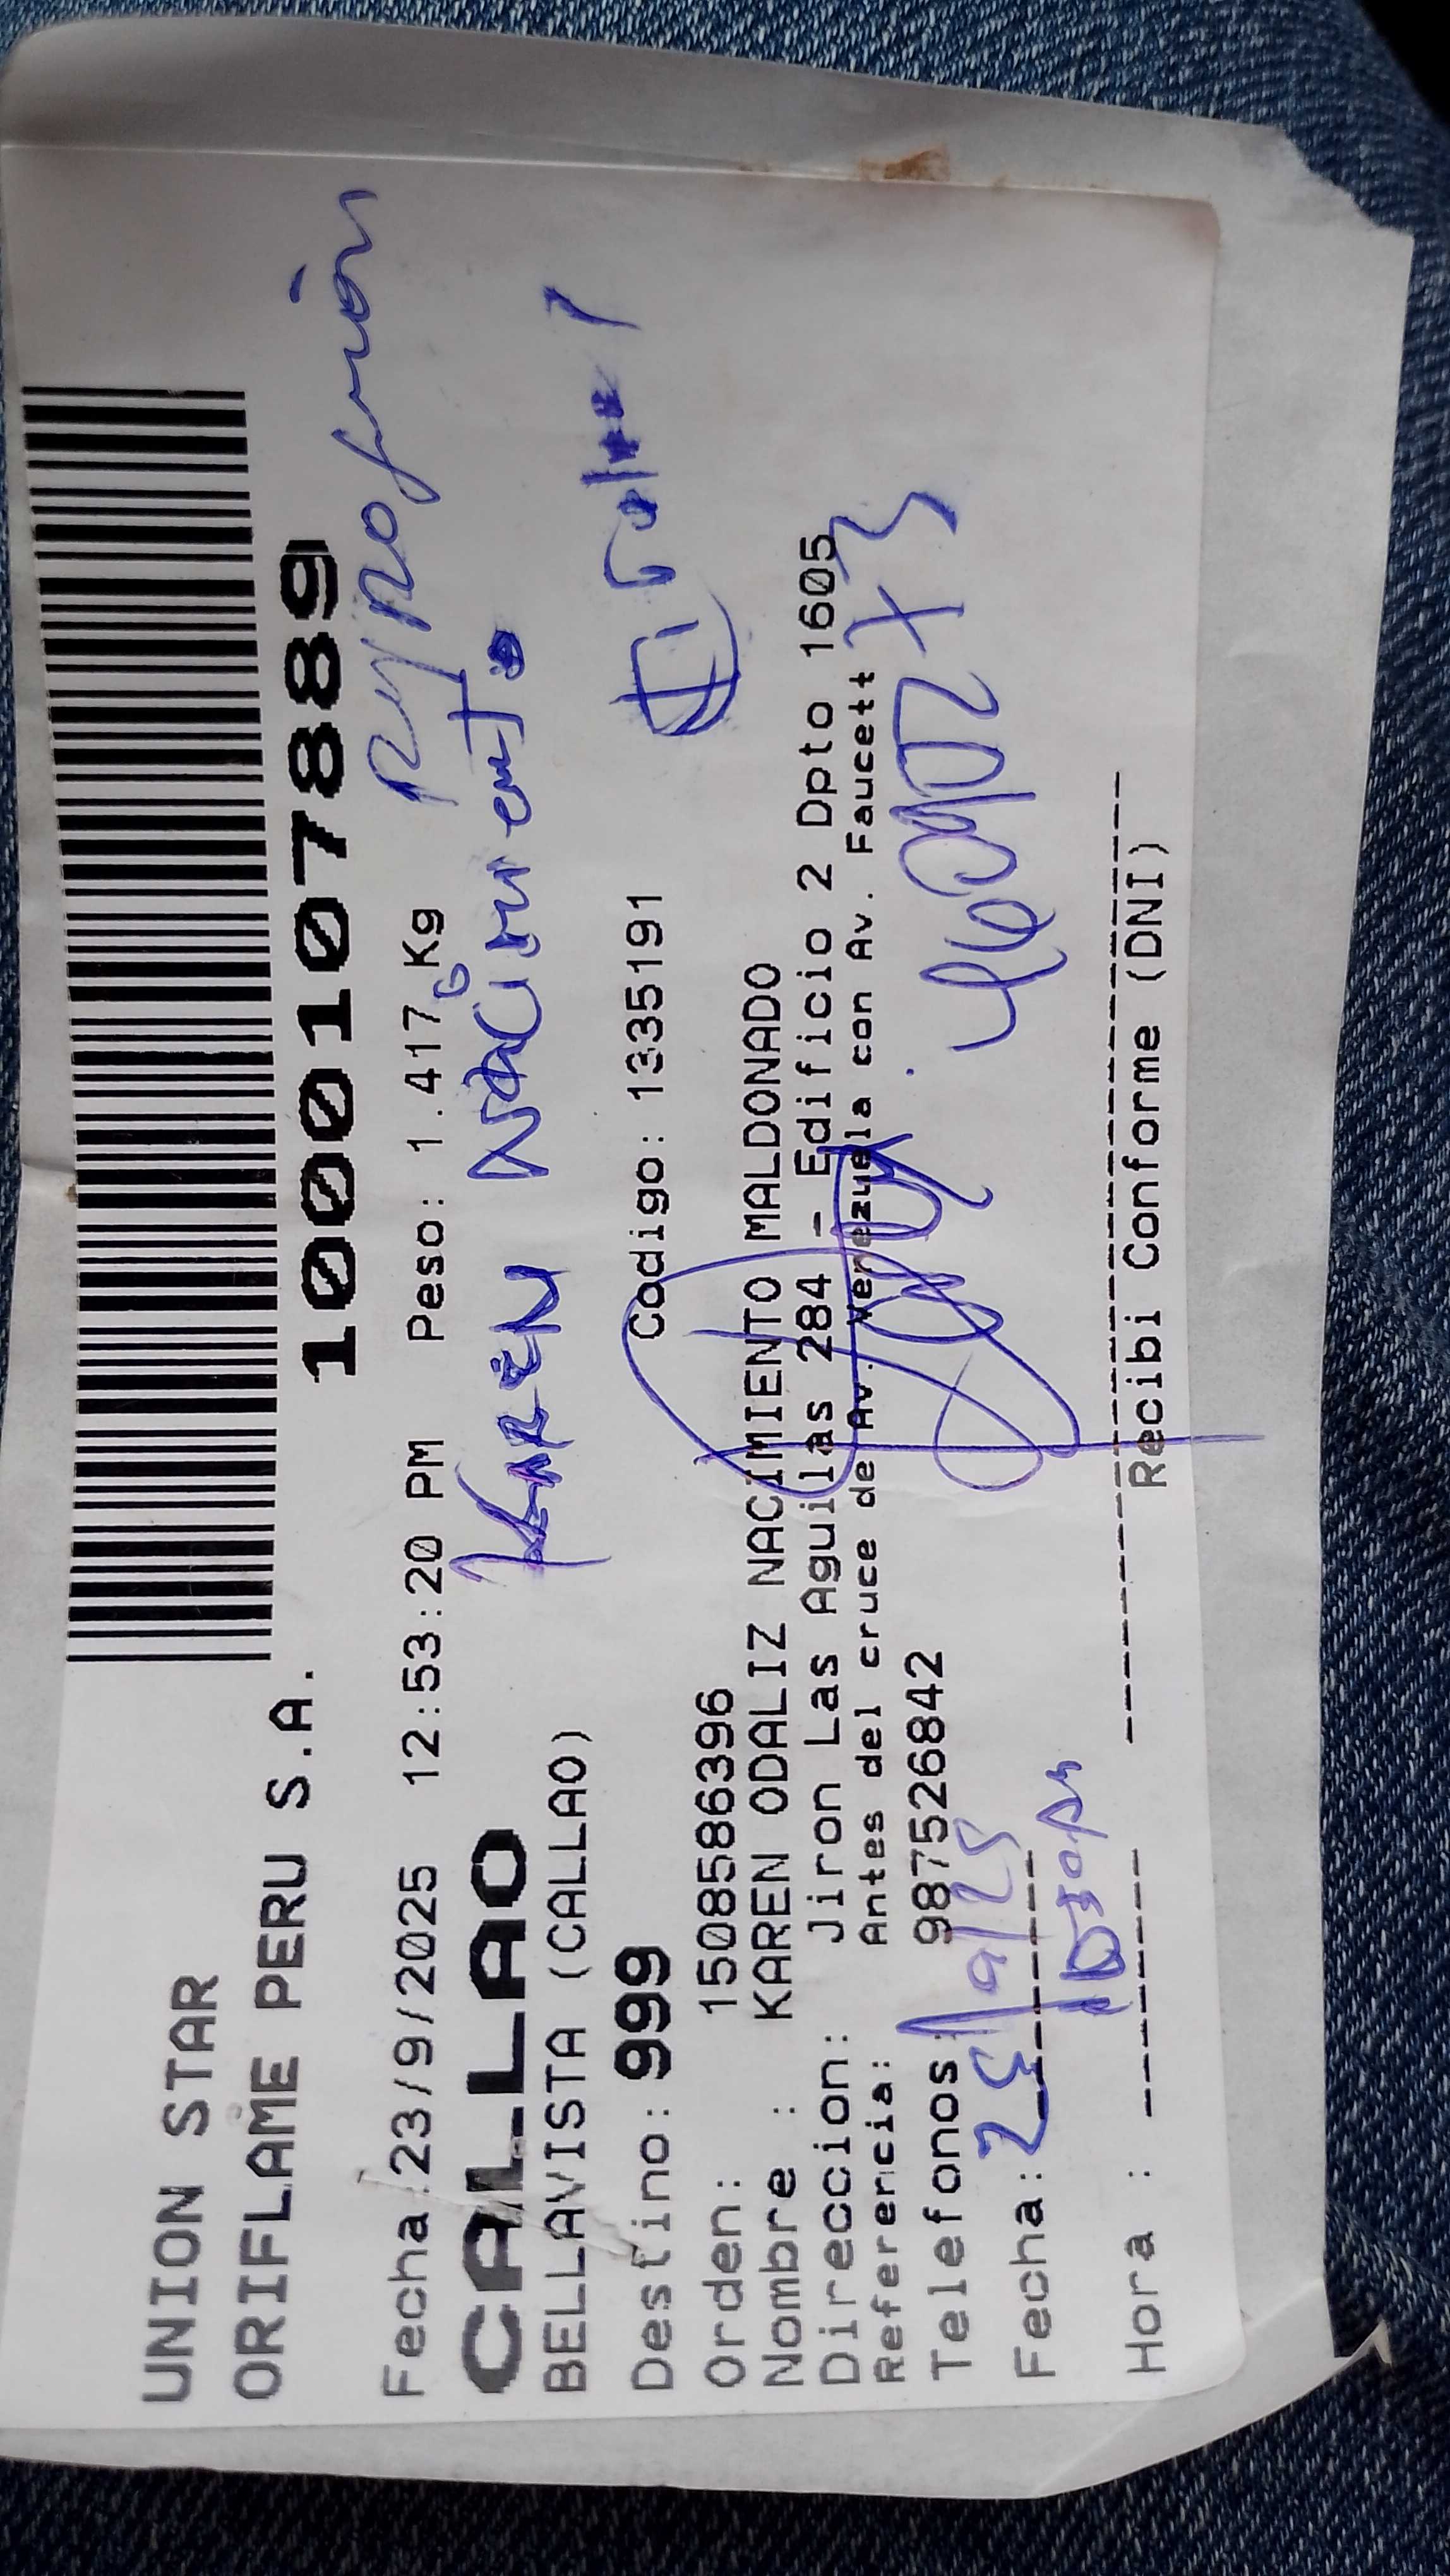 UNION STAR
ORIFLAME PERU S.A.
1000107889
Fecha:23/9/2025 12:53:20 PM Peso: 1.417 Kg
CALLAO
KAREN NACimiento
BELLAVISTA (CALLAO)
Destino: 999 Codigo: 1335191
Orden: 1508586396
Nombre : KAREN ODALIZ NACIMIENTO MALDONADO
Direccion: Jiron Las Aguilas 284 - Edificio 2 Dpto 1605
Referencia: Antes del cruce de Av. Venezuela con Av. Faucett
Telefonos: 987526842
Fecha: 23/9/25
Hora :
Recibi Conforme (DNI)